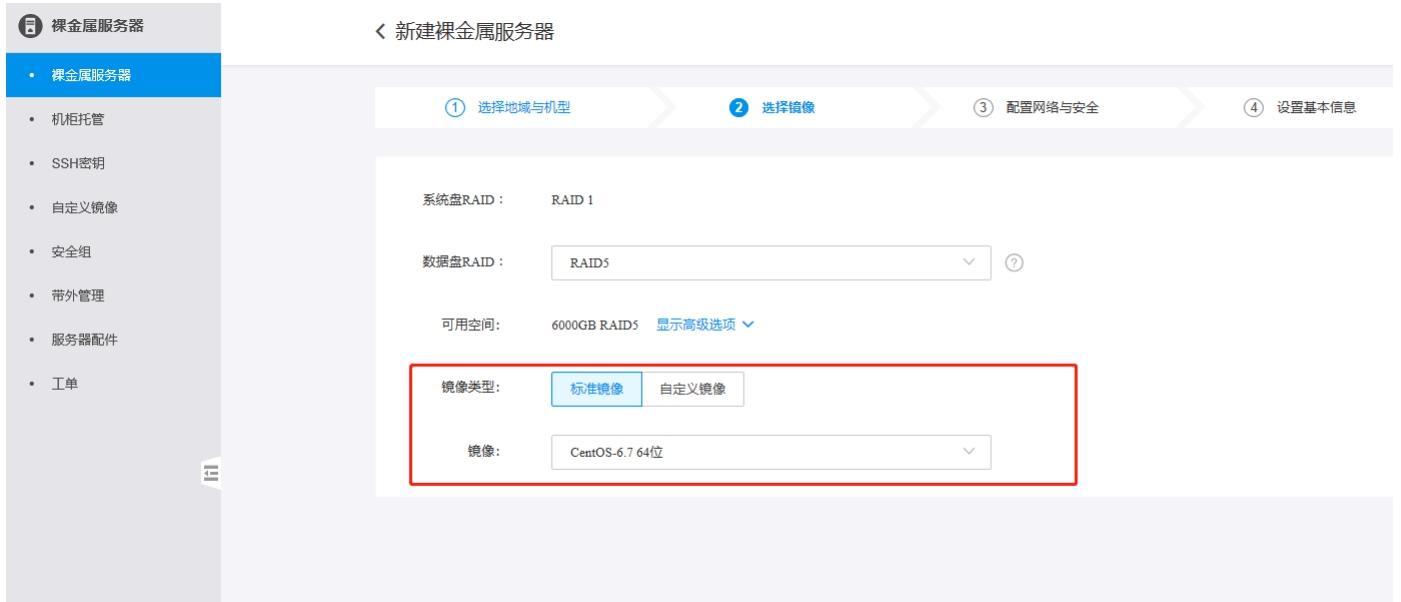 裸金属服务器
裸金属服务器
机柜托管
SSH密钥
自定义镜像
安全组
带外管理
服务器配件
工单
新建裸金属服务器
1 选择地域与机型
2 选择镜像
3 配置网络与安全
4 设置基本信息
系统盘RAID： RAID 1
数据盘RAID： RAID5 ?
可用空间: 6000GB RAID5 显示高级选项
镜像类型: 标准镜像 自定义镜像
镜像: CentOS-6.7 64位